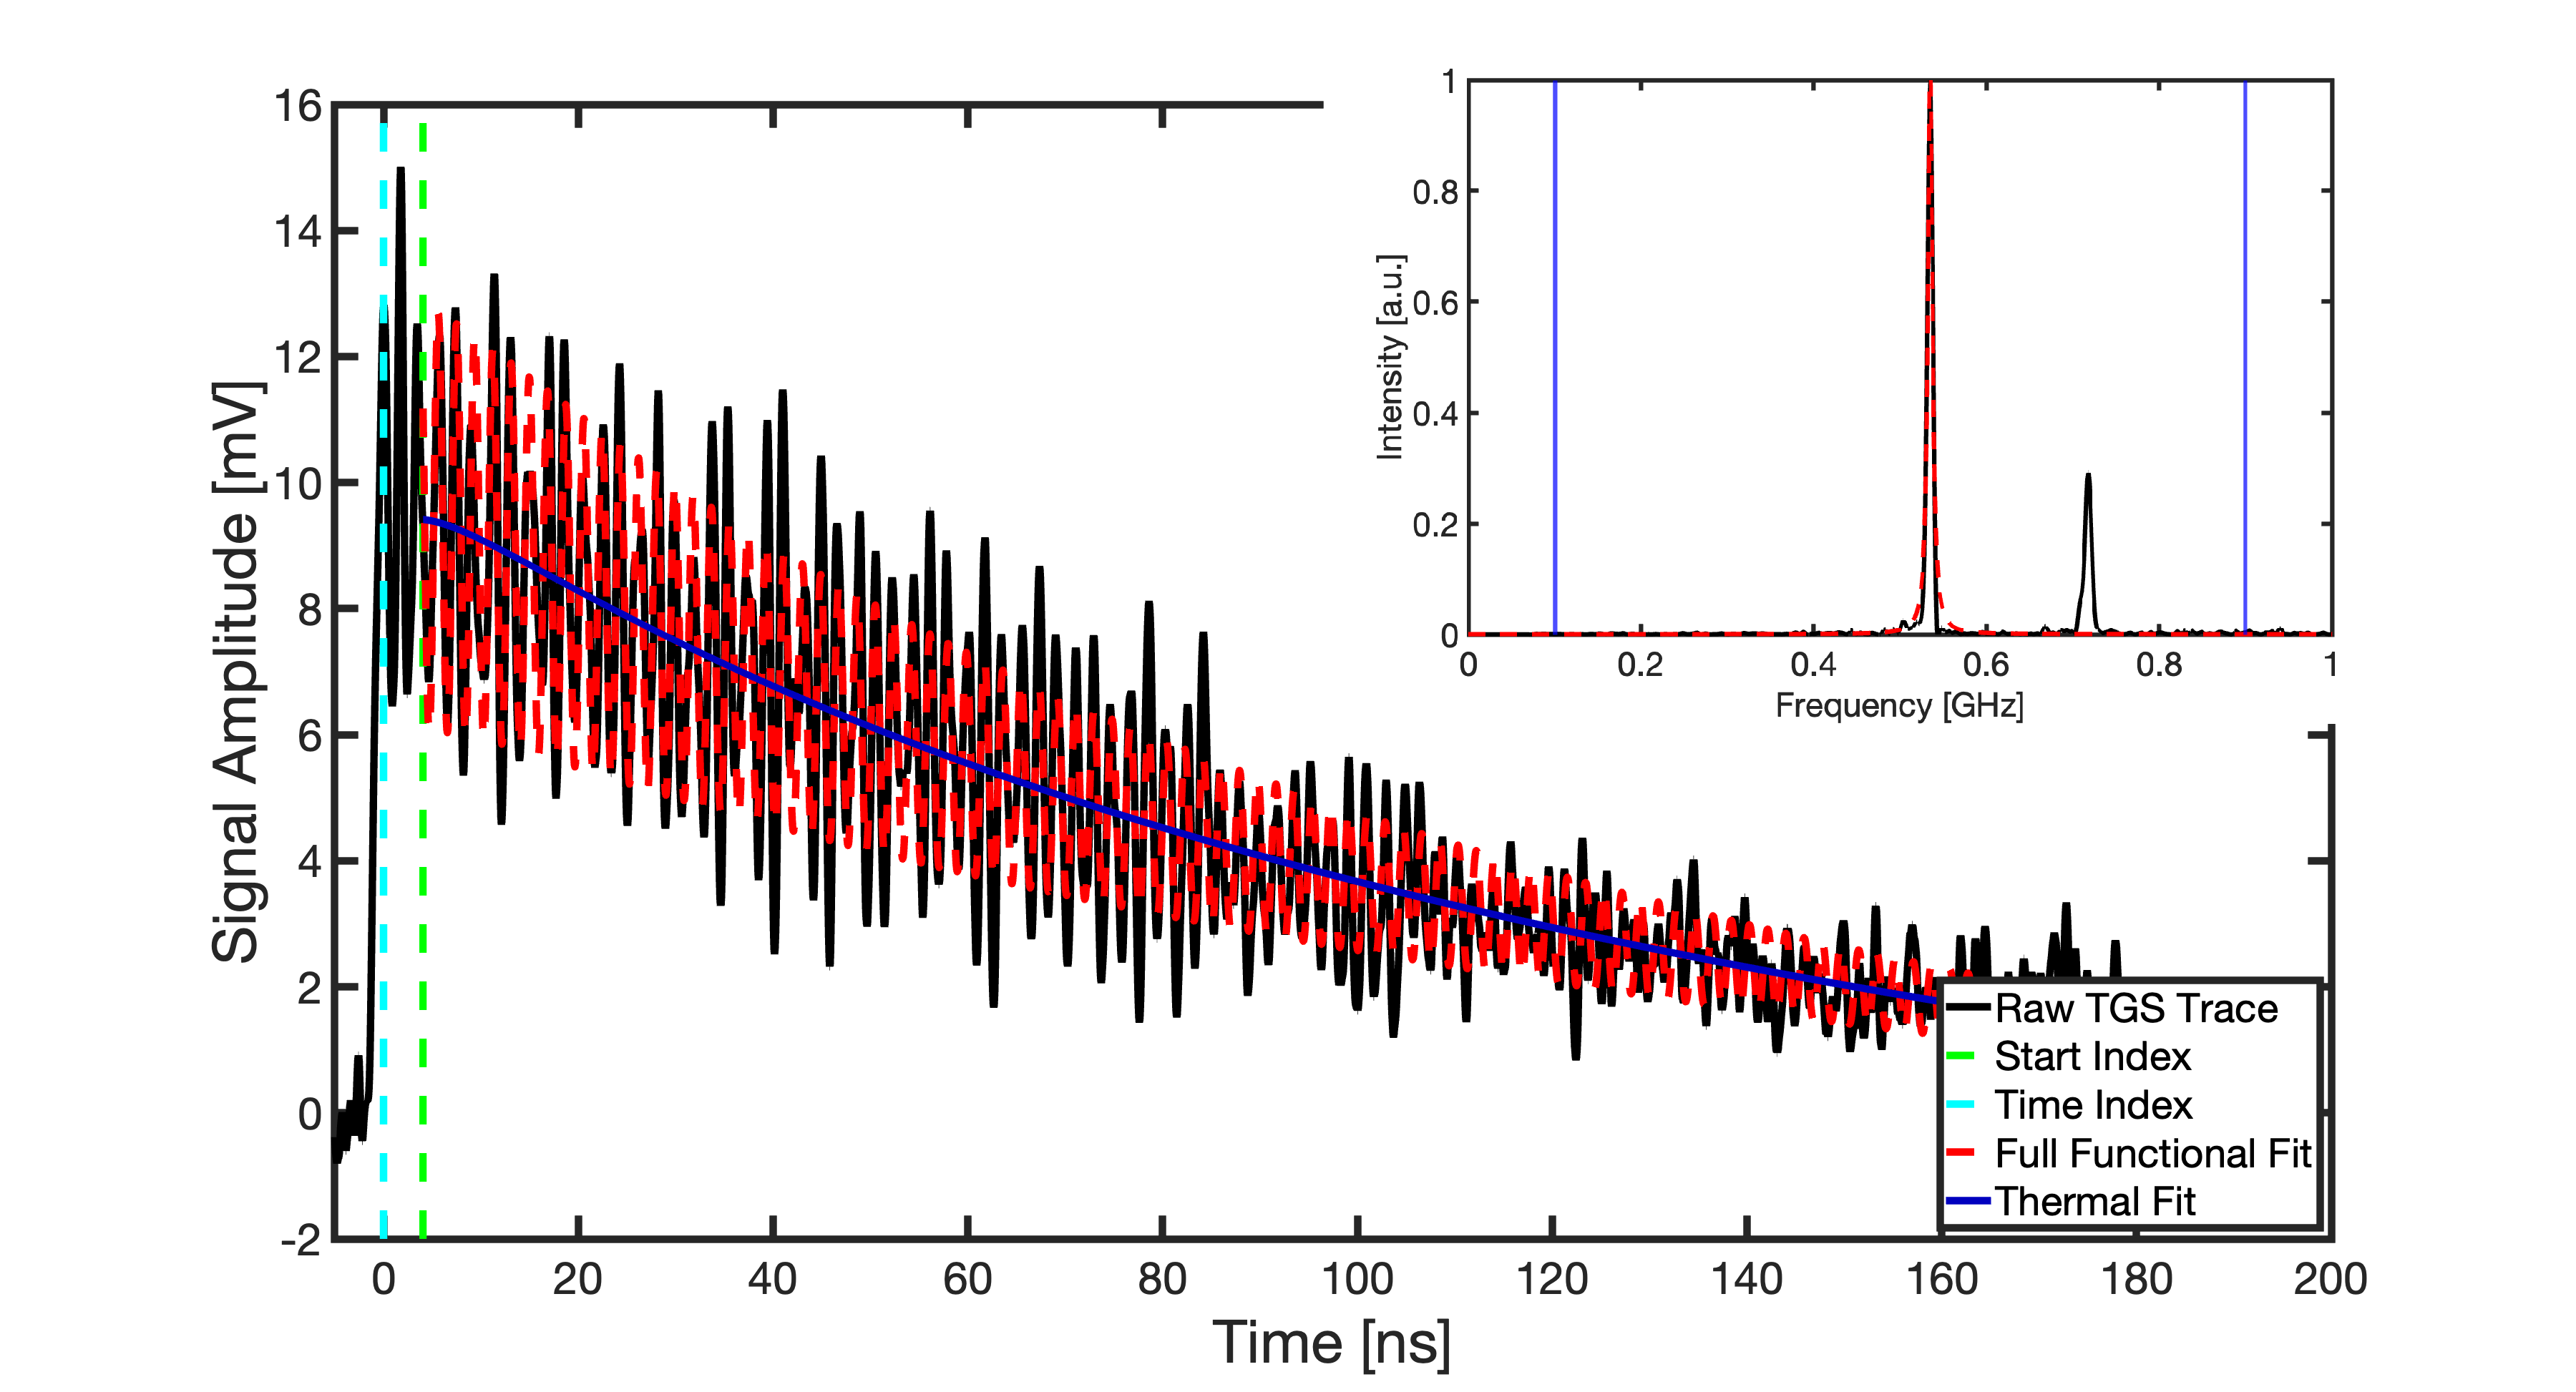 16
14
12
10
8
6
4
2
0
-2
Signal Amplitude [mV]
0 20 40 60 80 100 120 140 160 180 200
Time [ns]
1
0.8
0.6
0.4
0.2
0
Intensity [a.u.]
0 0.2 0.4 0.6 0.8 1
Frequency [GHz]
Raw TGS Trace
Start Index
Time Index
Full Functional Fit
Thermal Fit